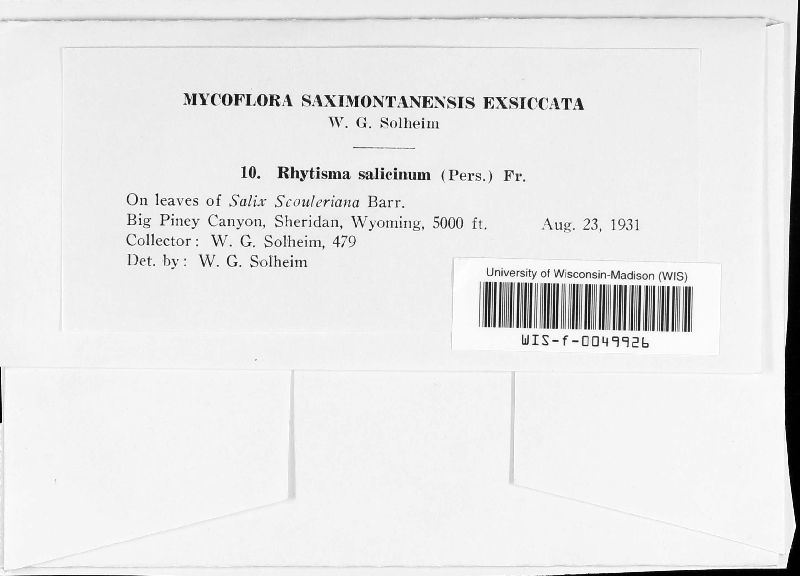 MYCOFLORA SAXIMONTANENSIS EXSICCATA
W. G. Solheim
10. Rhytisma salicinum (Pers.) Fr.
On leaves of Salix Scouleriana Barr.
Big Piney Canyon, Sheridan, Wyoming, 5000 ft. Aug. 23, 1931
Collector: W. G. Solheim, 479
Det. by: W. G. Solheim
University of Wisconsin-Madison (WIS)
WIS-f-0049926